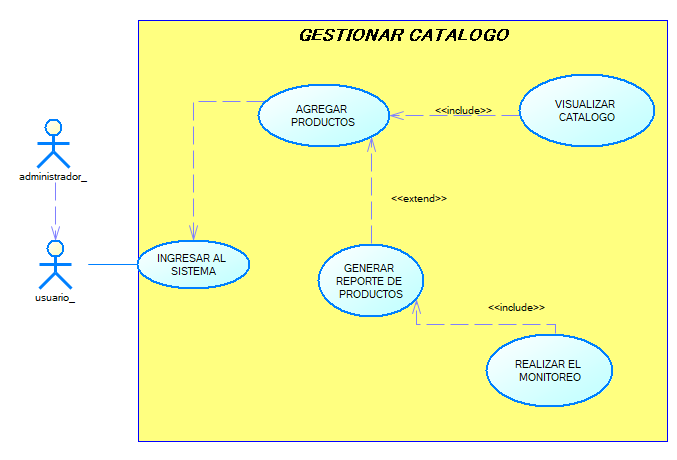 GESTIONAR CATALOGO
AGREGAR
PRODUCTOS
<<include>>
VISUALIZAR
CATALOGO
administrador_
<<extend>>
usuario_
INGRESAR AL
SISTEMA
GENERAR
REPORTE DE
PRODUCTOS
<<include>>
REALIZAR EL
MONITOREO